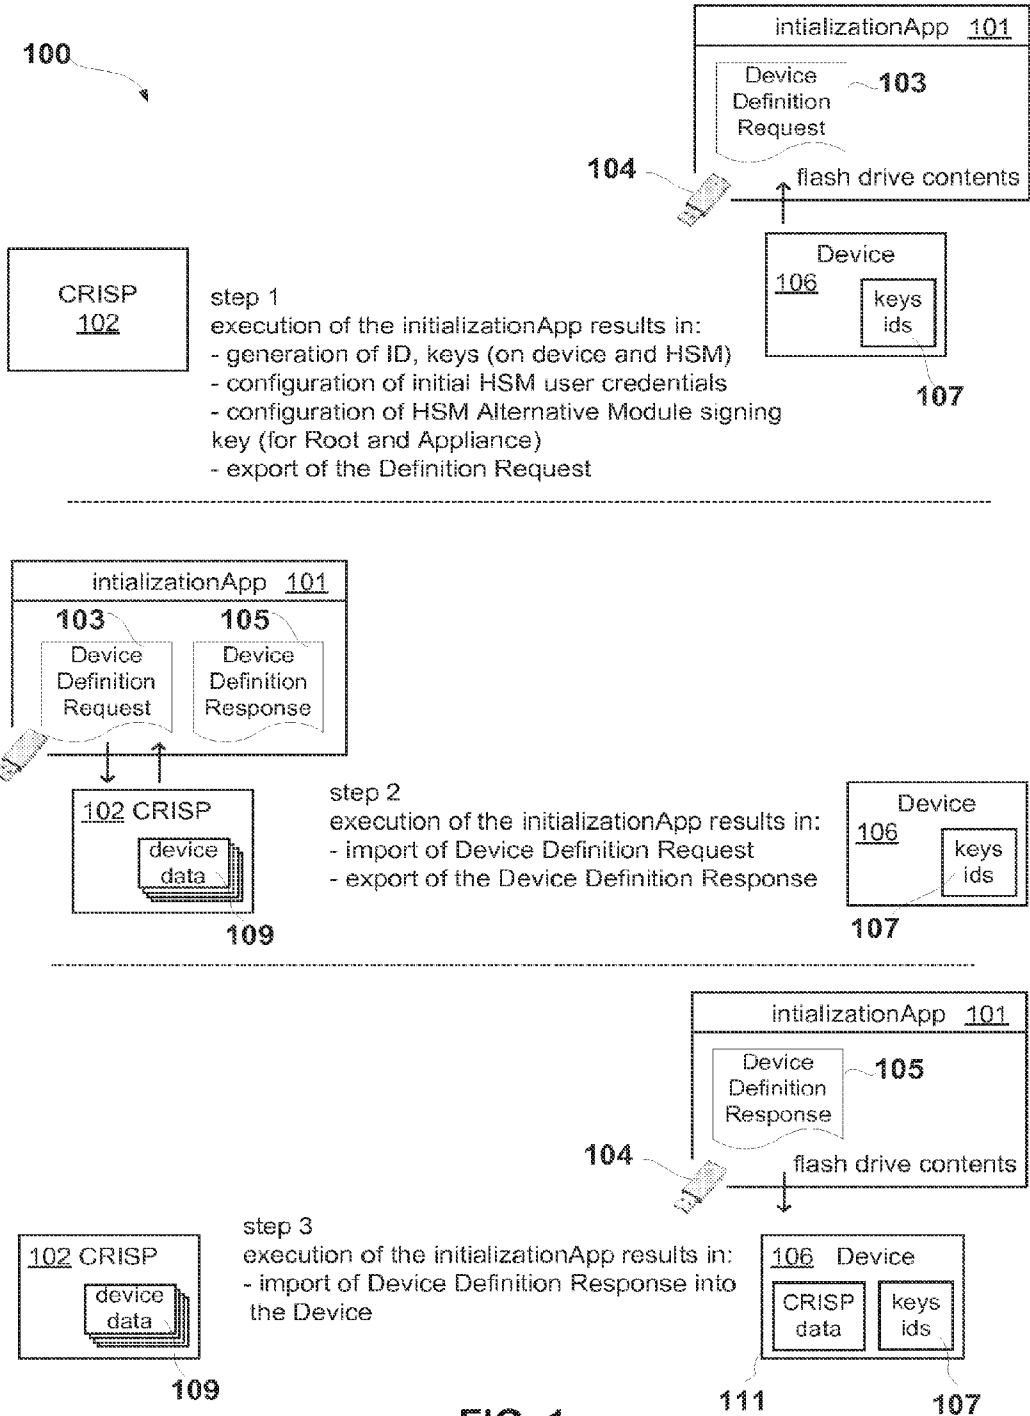 100
intializationApp 101
Device
Definition
Request
103
104
flash drive contents
Device
106
keys
ids
107
CRISP
102
step 1
execution of the initializationApp results in:
- generation of ID, keys (on device and HSM)
- configuration of initial HSM user credentials
- configuration of HSM Alternative Module signing
key (for Root and Appliance)
- export of the Definition Request
intializationApp 101
103
105
Device
Definition
Request
Device
Definition
Response
102 CRISP
device
data
109
step 2
execution of the initializationApp results in:
- import of Device Definition Request
- export of the Device Definition Response
Device
106
keys
ids
107
intializationApp 101
Device
Definition
Response
105
104
flash drive contents
102 CRISP
device
data
109
step 3
execution of the initializationApp results in:
- import of Device Definition Response into
the Device
106 Device
CRISP
data
keys
ids
111
107
FIG. 1